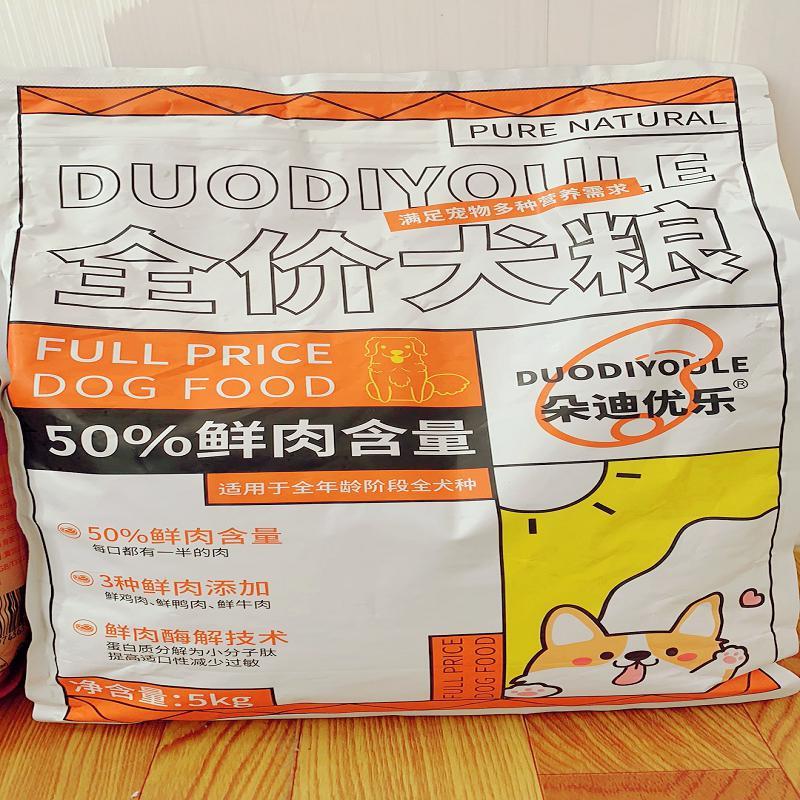 PURE NATURAL
DUODIYOULE
满足宠物多种营养需求
全价犬粮
FULL PRICE
DOG FOOD
DUODIYOULE
朵迪优乐®
50%鲜肉含量
适用于全年龄阶段全犬种
50%鲜肉含量
每口都有一半的肉
3种鲜肉添加
鲜鸡肉、鲜鸭肉、鲜牛肉
鲜肉酶解技术
蛋白质分解为小分子肽
提高适口性减少过敏
FULL PRICE
DOG FOOD
净含量:5kg